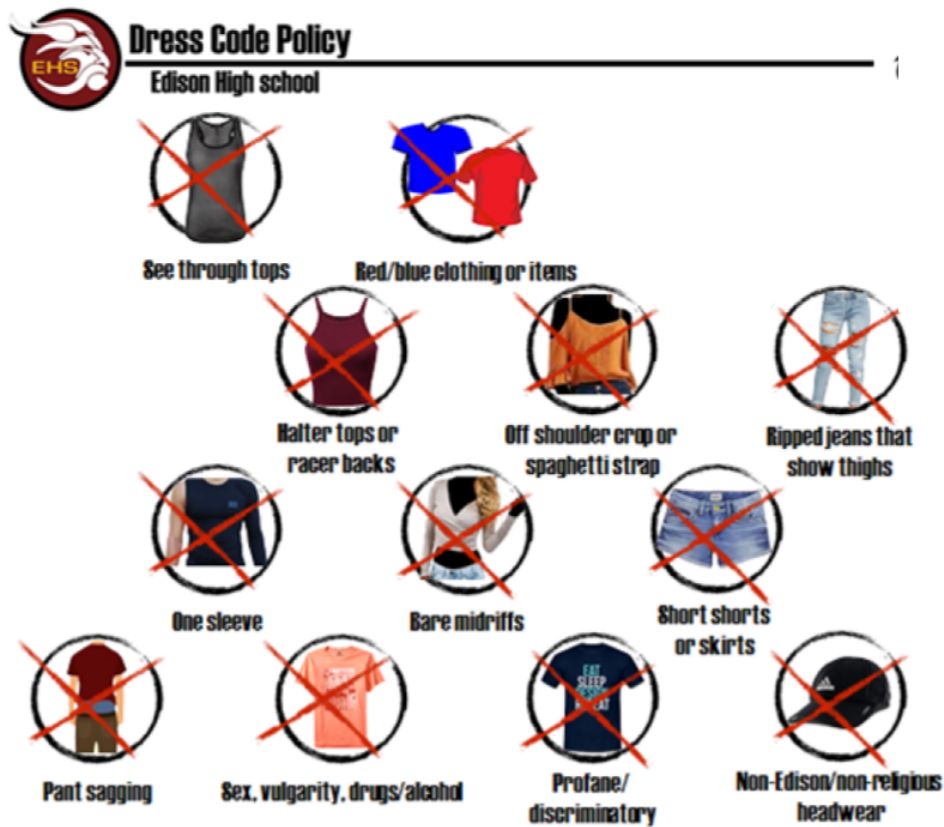 Dress Code Policy
EHS
Edison High school
See through tops
Red/blue clothing or items
Halter tops or
racer backs
Off shoulder crop or
spaghetti strap
Ripped jeans that
show thighs
One sleeve
Bare midriffs
Short shorts
or skirts
EAT
SLEEP
Pant sagging
Sex, vulgarity, drugs/alcohol
Profane/
discriminatory
Non-Edison/non-religious
headwear